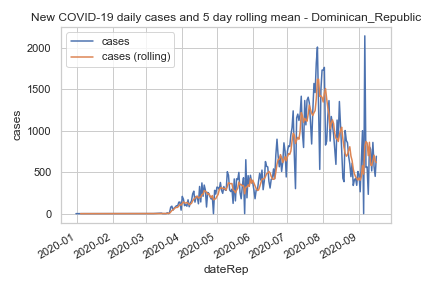 New COVID-19 daily cases and 5 day rolling mean - Dominican_Republic
cases
cases (rolling)
2000
1500
1000
500
0
cases
2020-01
2020-02
2020-03
2020-04
2020-05
2020-06
2020-07
2020-08
2020-09
dateRep